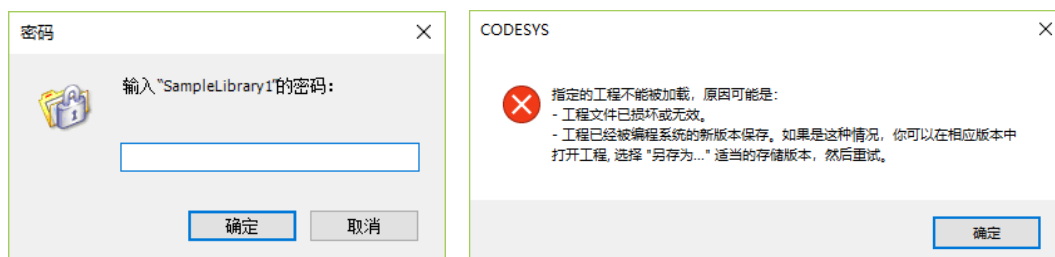 密码
输入"SampleLibrary1"的密码：
确定
取消
CODESYS
指定的工程不能被加载，原因可能是：
- 工程文件已损坏或无效。
- 工程已经被编程系统的新版本保存。如果是这种情况，你可以在相应版本中
打开工程, 选择 "另存为..." 适当的存储版本，然后重试。
确定